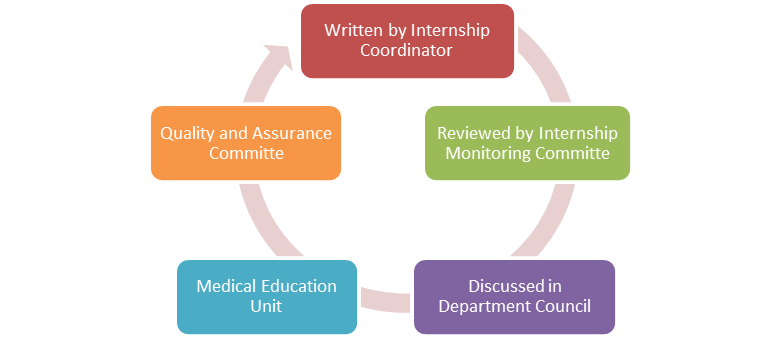 Written by Internship
Coordinator
Reviewed by Internship
Monitoring Committe
Discussed in
Department Council
Medical Education
Unit
Quality and Assurance
Committe